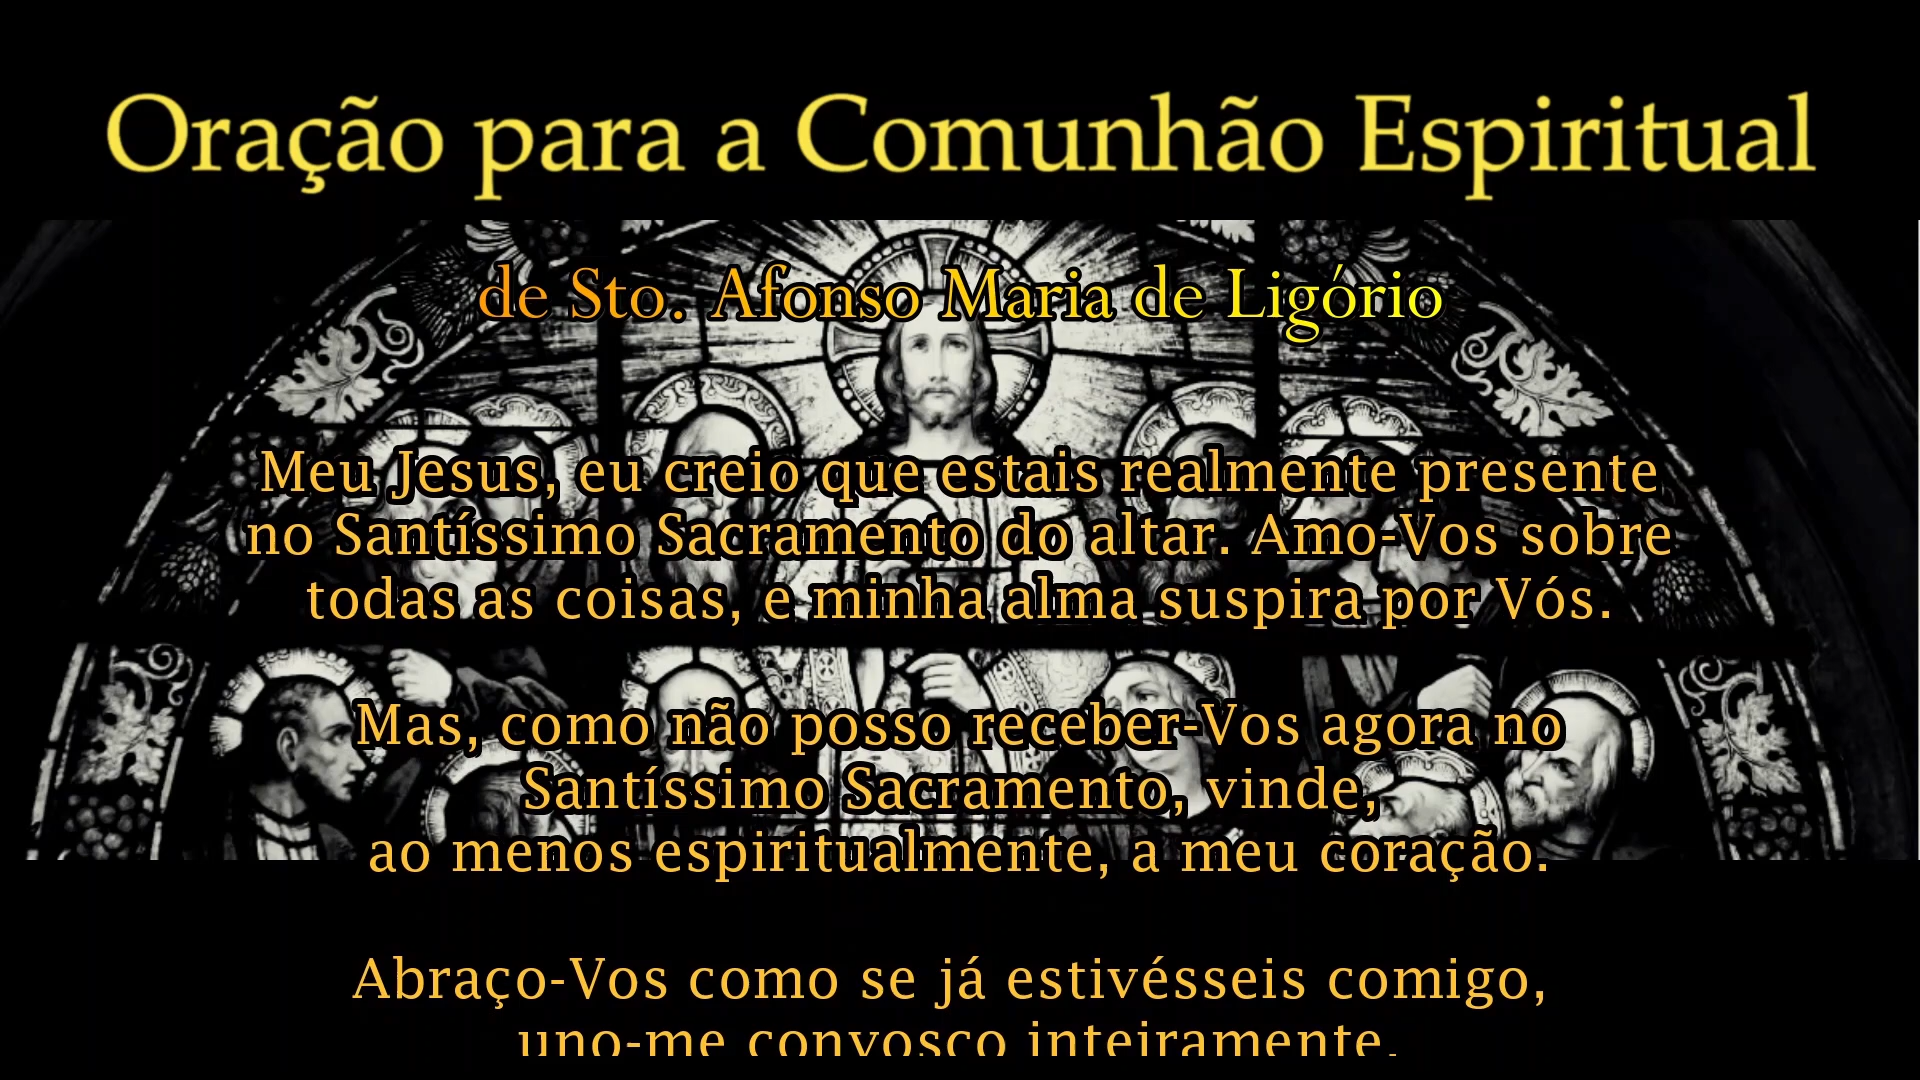 Oração para a Comunhão Espiritual
de Sto. Afonso Maria de Ligório
Meu Jesus, eu creio que estais realmente presente
no Santíssimo Sacramento do altar. Amo-Vos sobre
todas as coisas, e minha alma suspira por Vós.
Mas, como não posso receber-Vos agora no
Santíssimo Sacramento, vinde,
ao menos espiritualmente, a meu coração.
Abraço-Vos como se já estivésseis comigo,
uno-me convosco inteiramente.